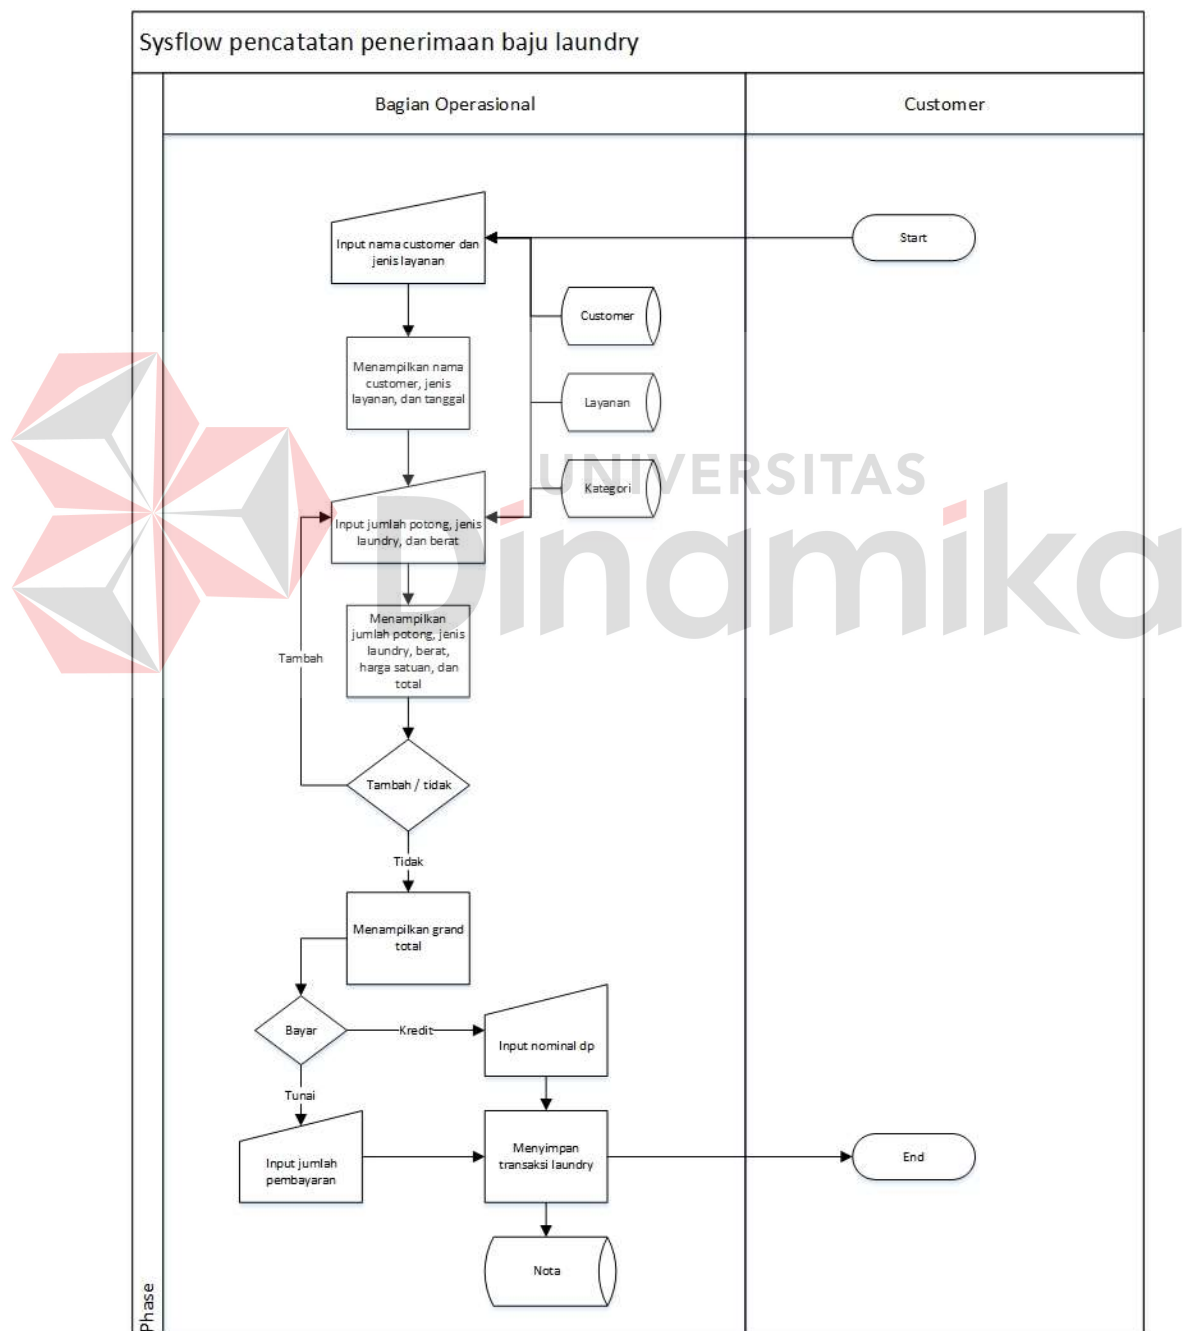 Sysflow pencatatan penerimaan baju laundry
Bagian Operasional
Customer
Start
Input nama customer dan
jenis layanan
Customer
Menampilkan nama
customer, jenis
layanan, dan tanggal
Layanan
UNIVERSITAS
Dinamika
Kategori
Input jumlah potong, jenis
laundry, dan berat
Menampilkan
jumlah potong, jenis
laundry, berat,
harga satuan, dan
total
Tambah
Tambah / tidak
Tidak
Menampilkan grand
total
Bayar
Kredit
Input nominal dp
Tunai
Input jumlah
pembayaran
Menyimpan
transaksi laundry
End
Nota
Phase